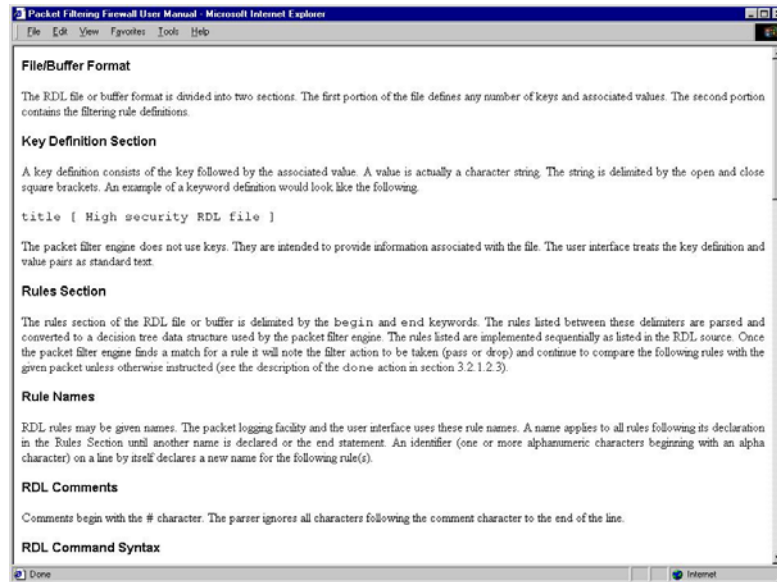 Packet Filtering Firewall User Manual - Microsoft Internet Explorer
File Edit View Favorites Tools Help
File/Buffer Format
The RDL file or buffer format is divided into two sections. The first portion of the file defines any number of keys and associated values. The second portion
contains the filtering rule definitions.
Key Definition Section
A key definition consists of the key followed by the associated value. A value is actually a character string. The string is delimited by the open and close
square brackets. An example of a keyword definition would look like the following.
title [ High security RDL file ]
The packet filter engine does not use keys. They are intended to provide information associated with the file. The user interface treats the key definition and
value pairs as standard text.
Rules Section
The rules section of the RDL file or buffer is delimited by the begin and end keywords. The rules listed between these delimiters are parsed and
converted to a decision tree data structure used by the packet filter engine. The rules listed are implemented sequentially as listed in the RDL source. Once
the packet filter engine finds a match for a rule it will note the filter action to be taken (pass or drop) and continue to compare the following rules with the
given packet unless otherwise instructed (see the description of the done action in section 3.2.1.2.3).
Rule Names
RDL rules may be given names. The packet logging facility and the user interface uses these rule names. A name applies to all rules following its declaration
in the Rules Section until another name is declared or the end statement. An identifier (one or more alphanumeric characters beginning with an alpha
character) on a line by itself declares a new name for the following rule(s).
RDL Comments
Comments begin with the # character. The parser ignores all characters following the comment character to the end of the line.
RDL Command Syntax
Done
Internet